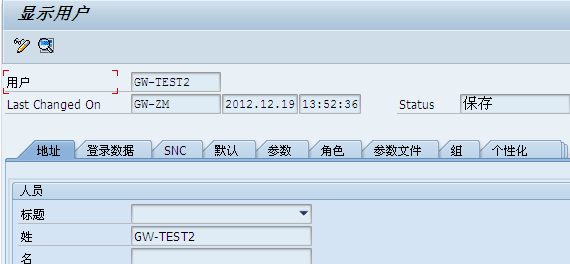 显示用户
用户 GW-TEST2
Last Changed On GW-ZM 2012.12.19 13:52:36 Status 保存
地址 登录数据 SNC 默认 参数 角色 参数文件 组 个性化
人员
标题
姓 GW-TEST2
名